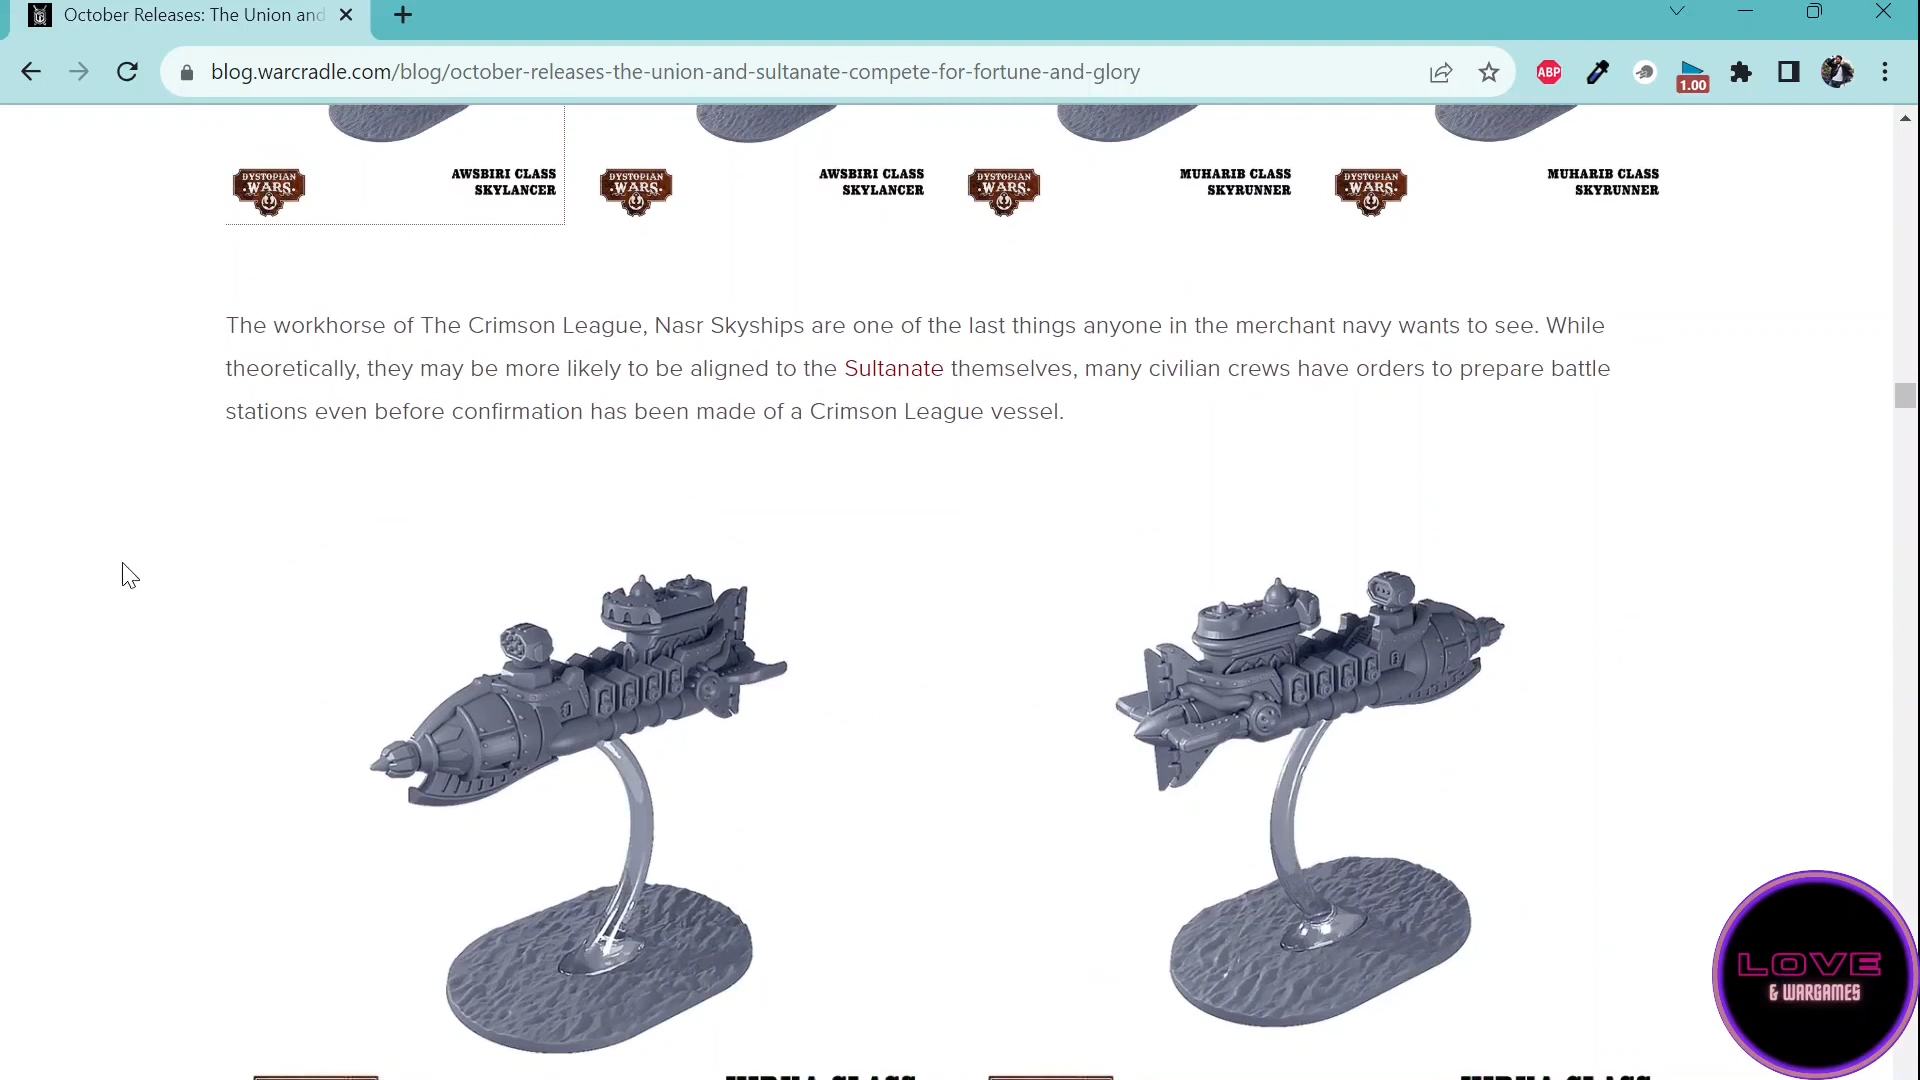 October Releases: The Union and
blog.warcradle.com/blog/october-releases-the-union-and-sultanate-compete-for-fortune-and-glory
ABP
1.00
DYSTOPIAN
WARS
AWSBIRI CLASS
SKYLANCER
DYSTOPIAN
WARS
AWSBIRI CLASS
SKYLANCER
DYSTOPIAN
WARS
MUHARIB CLASS
SKYRUNNER
DYSTOPIAN
WARS
MUHARIB CLASS
SKYRUNNER
The workhorse of The Crimson League, Nasr Skyships are one of the last things anyone in the merchant navy wants to see. While
theoretically, they may be more likely to be aligned to the Sultanate themselves, many civilian crews have orders to prepare battle
stations even before confirmation has been made of a Crimson League vessel.
LOVE
& WARGAMES
CLASS
CLASS